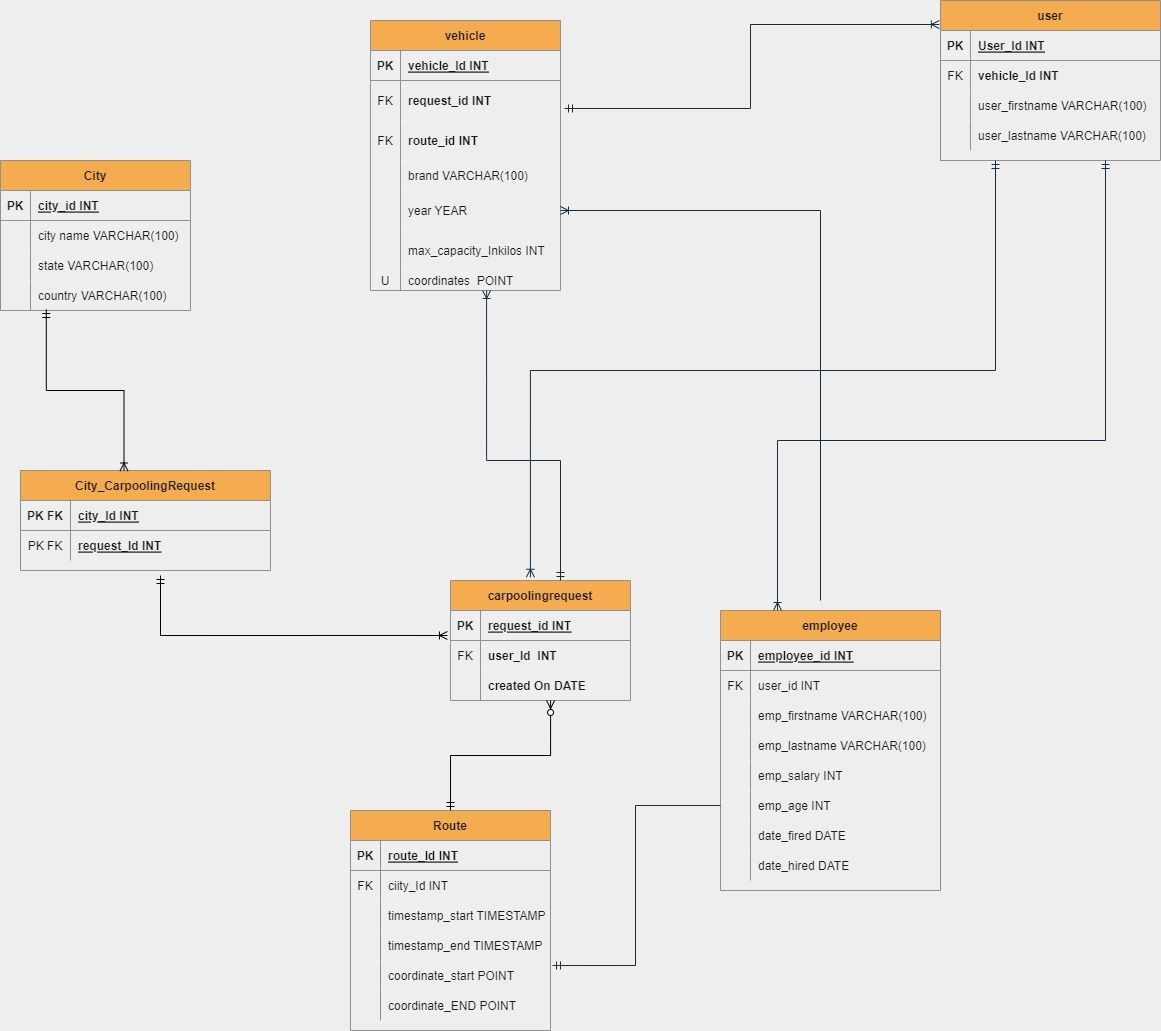 user
PK User_Id INT
FK vehicle_Id INT
user_firstname VARCHAR(100)
user_lastname VARCHAR(100)
vehicle
PK vehicle_Id INT
FK request_id INT
FK route_id INT
brand VARCHAR(100)
year YEAR
max_capacity_Inkilos INT
U coordinates POINT
City
PK city_id INT
city name VARCHAR(100)
state VARCHAR(100)
country VARCHAR(100)
City_CarpoolingRequest
PK FK city_Id INT
PK FK request_Id INT
carpoolingrequest
PK request_id INT
FK user_Id INT
created On DATE
employee
PK employee_id INT
FK user_id INT
emp_firstname VARCHAR(100)
emp_lastname VARCHAR(100)
emp_salary INT
emp_age INT
date_fired DATE
date_hired DATE
Route
PK route_Id INT
FK ciity_Id INT
timestamp_start TIMESTAMP
timestamp_end TIMESTAMP
coordinate_start POINT
coordinate_END POINT